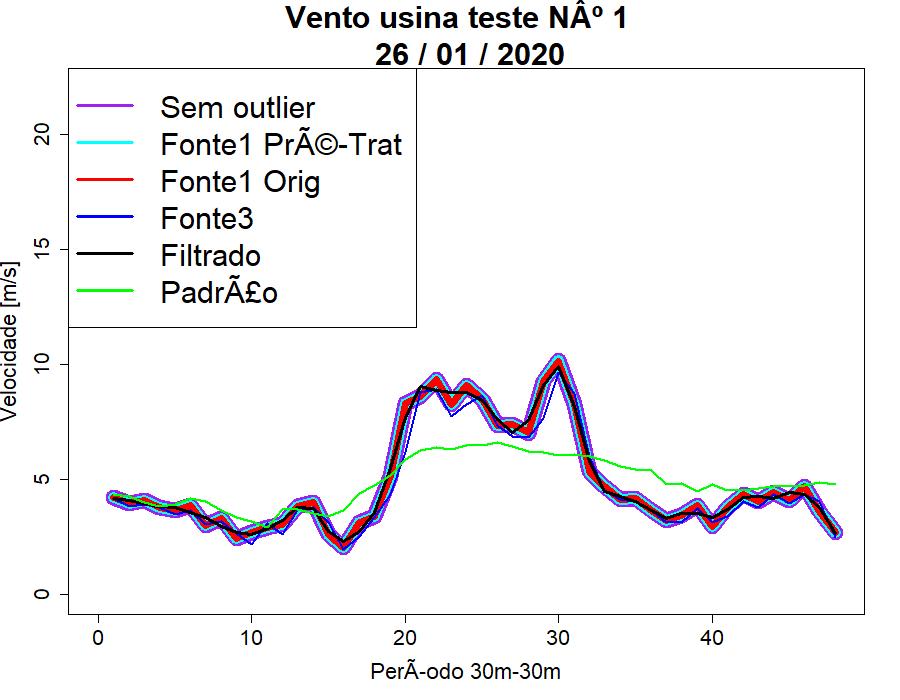 Vento usina teste NÂº 1
26 / 01 / 2020
Sem outlier
Fonte1 PrÃ©-Trat
Fonte1 Orig
Fonte3
Filtrado
PadrÃ£o
Velocidade [m/s]
20
15
10
5
0
0 10 20 30 40
PerÃ-odo 30m-30m